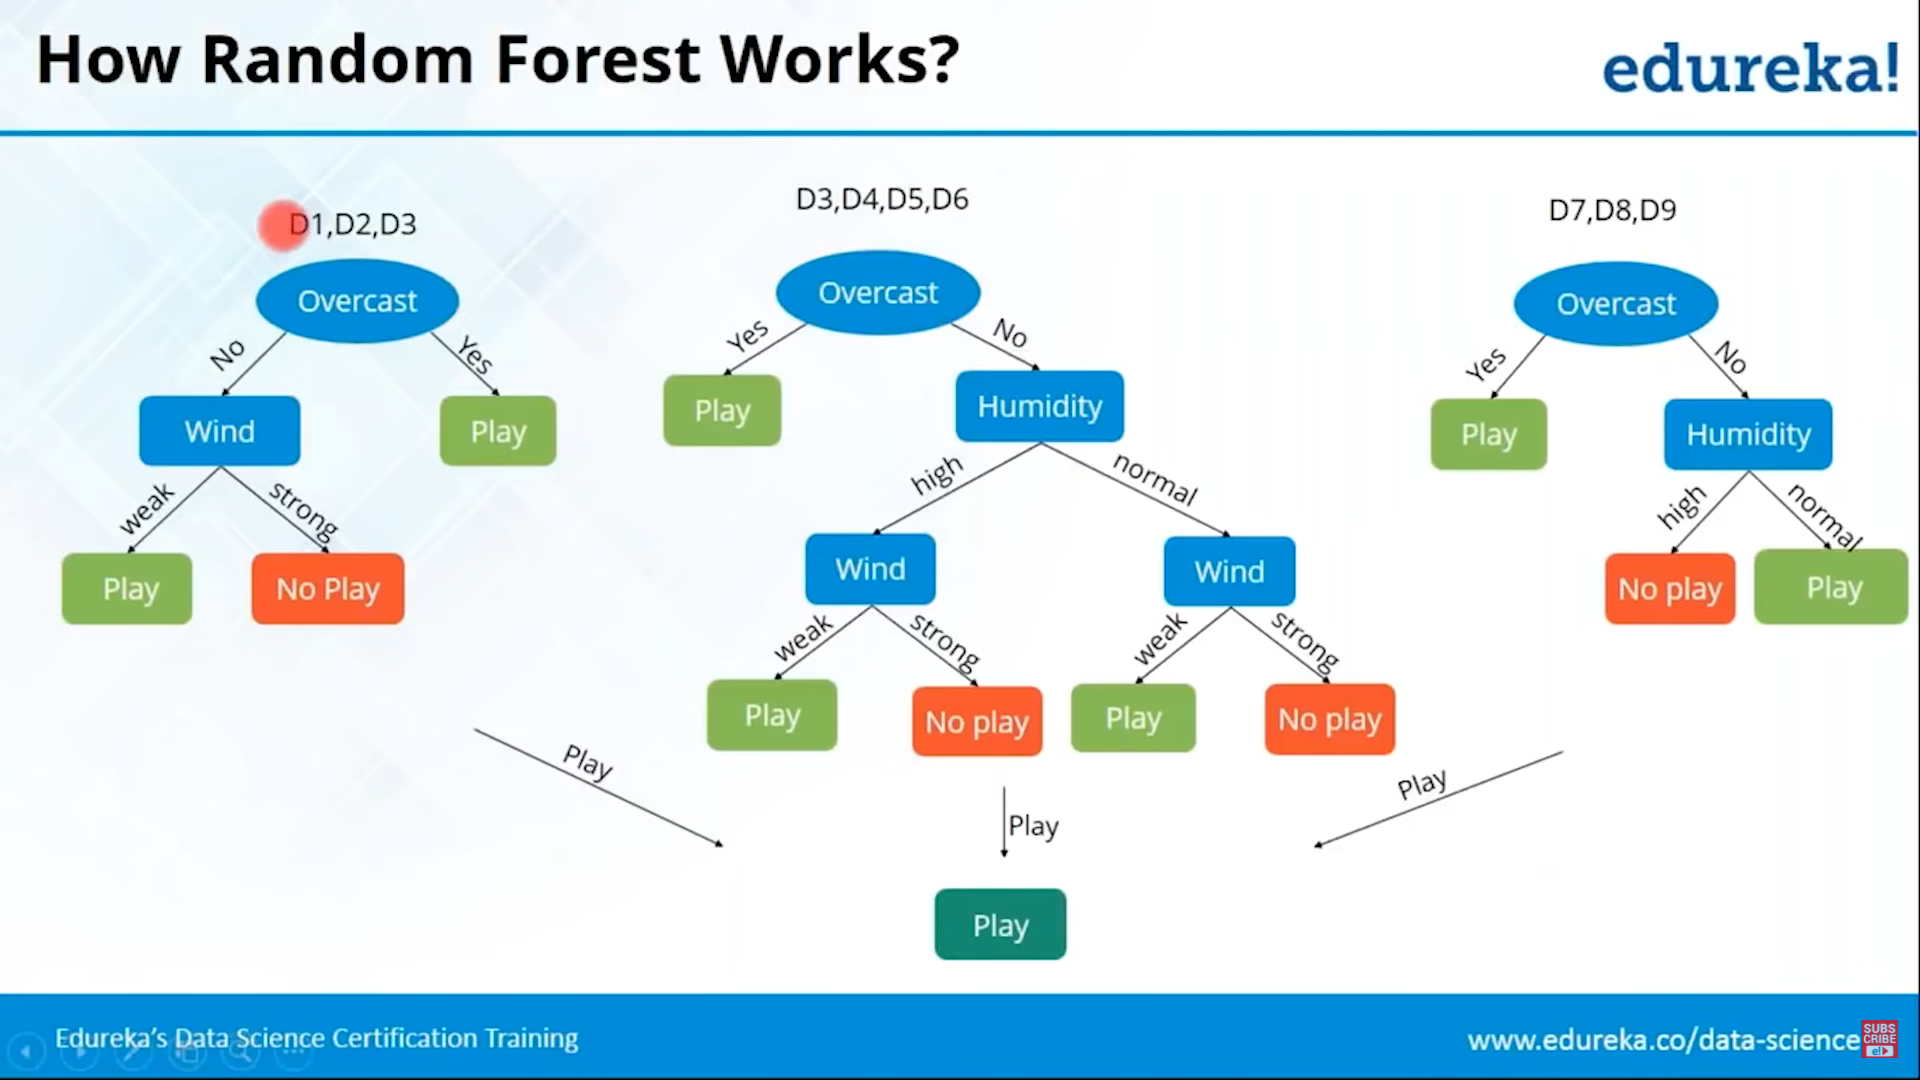 How Random Forest Works?
edureka!
D1,D2,D3
Overcast
No
Yes
Wind
Play
weak
strong
Play
No Play
D3,D4,D5,D6
Overcast
Yes
No
Play
Humidity
high
normal
Wind
Wind
weak
strong
weak
strong
Play
No play
Play
No play
D7,D8,D9
Overcast
Yes
No
Play
Humidity
high
normal
No play
Play
Play
Play
Play
Play
Edureka's Data Science Certification Training
www.edureka.co/data-science
SUBS
CRIBE
e!